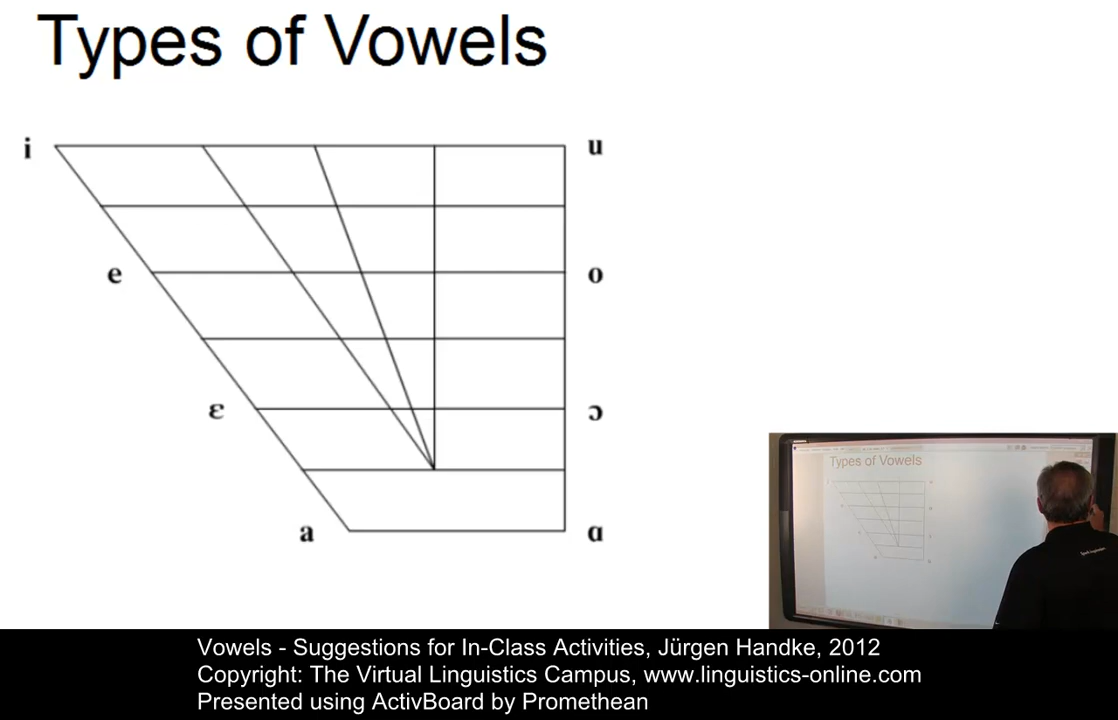 Types of Vowels
i u
e o
ɛ ɔ
a ɑ
Types of Vowels
Vowels - Suggestions for In-Class Activities, Jürgen Handke, 2012
Copyright: The Virtual Linguistics Campus, www.linguistics-online.com
Presented using ActivBoard by Promethean